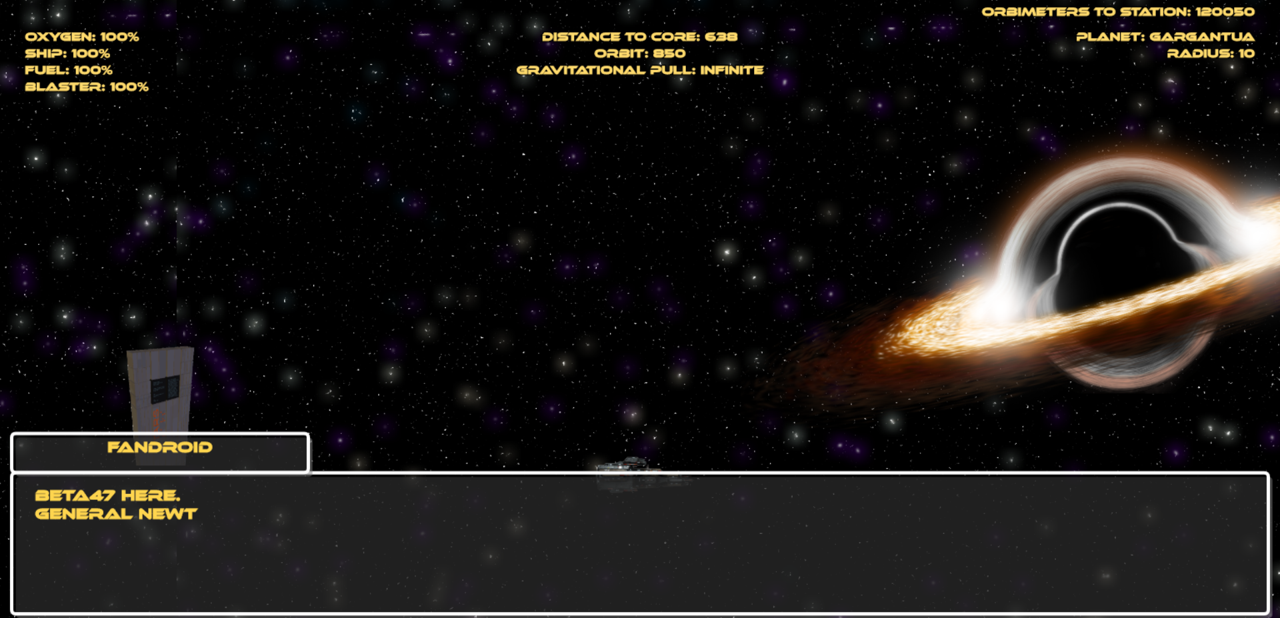 ORBIMETERS TO STATION: 120050
OXYGEN: 100%
SHIP: 100%
FUEL: 100%
BLASTER: 100%
DISTANCE TO CORE: 638
ORBIT: 850
GRAVITATIONAL PULL: INFINITE
PLANET: GARGANTUA
RADIUS: 10
FANDROID
BETA47 HERE.
GENERAL NEWT